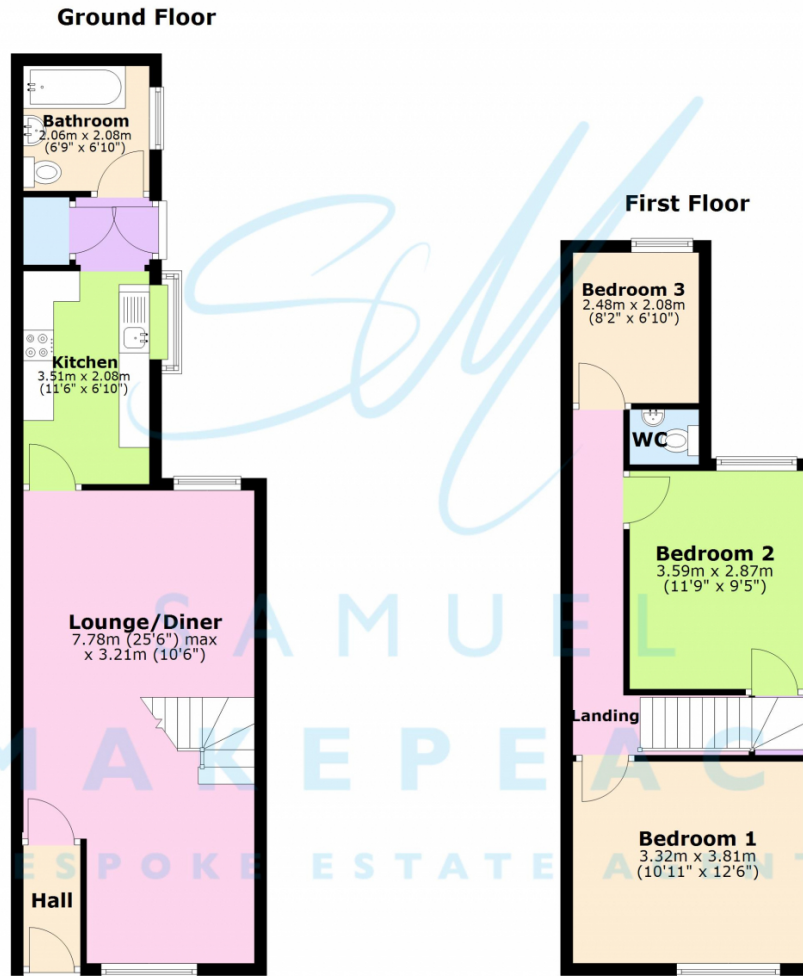 Ground Floor
Bathroom
2.06m x 2.08m
(6'9" x 6'10")
Kitchen
3.51m x 2.08m
(11'6" x 6'10")
Lounge/Diner
7.78m (25'6") max
x 3.21m (10'6")
Hall
First Floor
Bedroom 3
2.48m x 2.08m
(8'2" x 6'10")
WC
Bedroom 2
3.59m x 2.87m
(11'9" x 9'5")
Landing
Bedroom 1
3.32m x 3.81m
(10'11" x 12'6")
SM
SAMUEL
MAKEPEAC
ESPOKE ESTATE AGENT